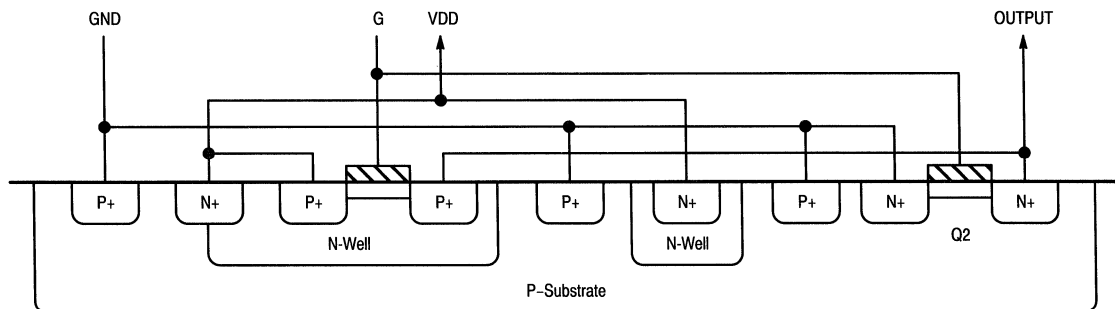 GND G VDD OUTPUT
P+ N+ P+ P+ P+ N+ P+ N+ N+
N-Well N-Well Q2
P–Substrate